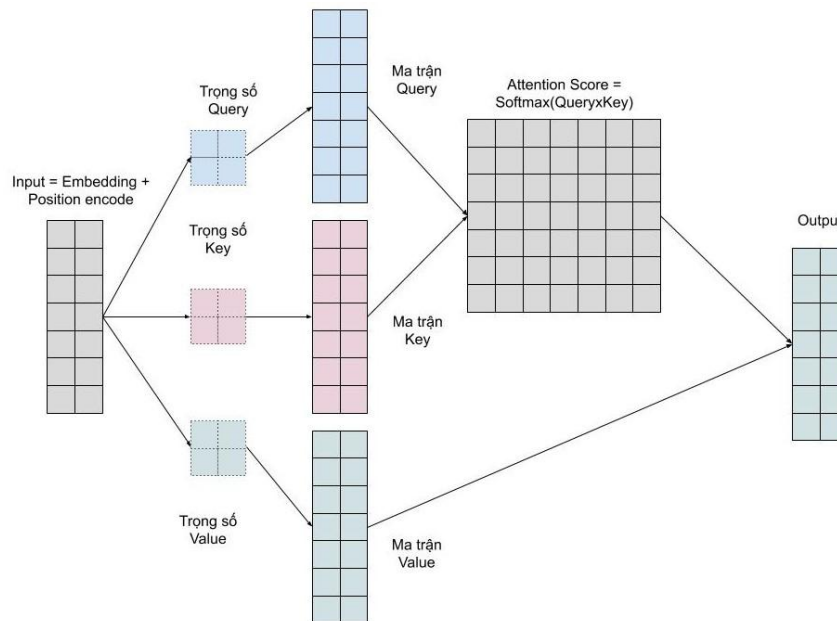 Input = Embedding +
Position encode
Trọng số
Query
Trọng số
Key
Trọng số
Value
Ma trận
Query
Ma trận
Key
Ma trận
Value
Attention Score =
Softmax(QueryxKey)
Output